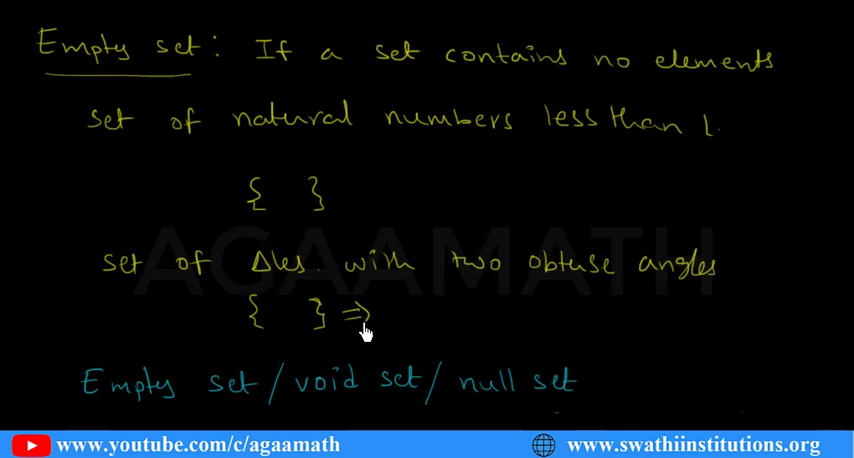 Empty set : If a set contains no elements
set of natural numbers less than 1.
{ }
set of Δles. with two obtuse angles
{ } ⇒
Empty set / void set / null set
AGAAMATH
www.youtube.com/c/agaamath www.swathiinstitutions.org